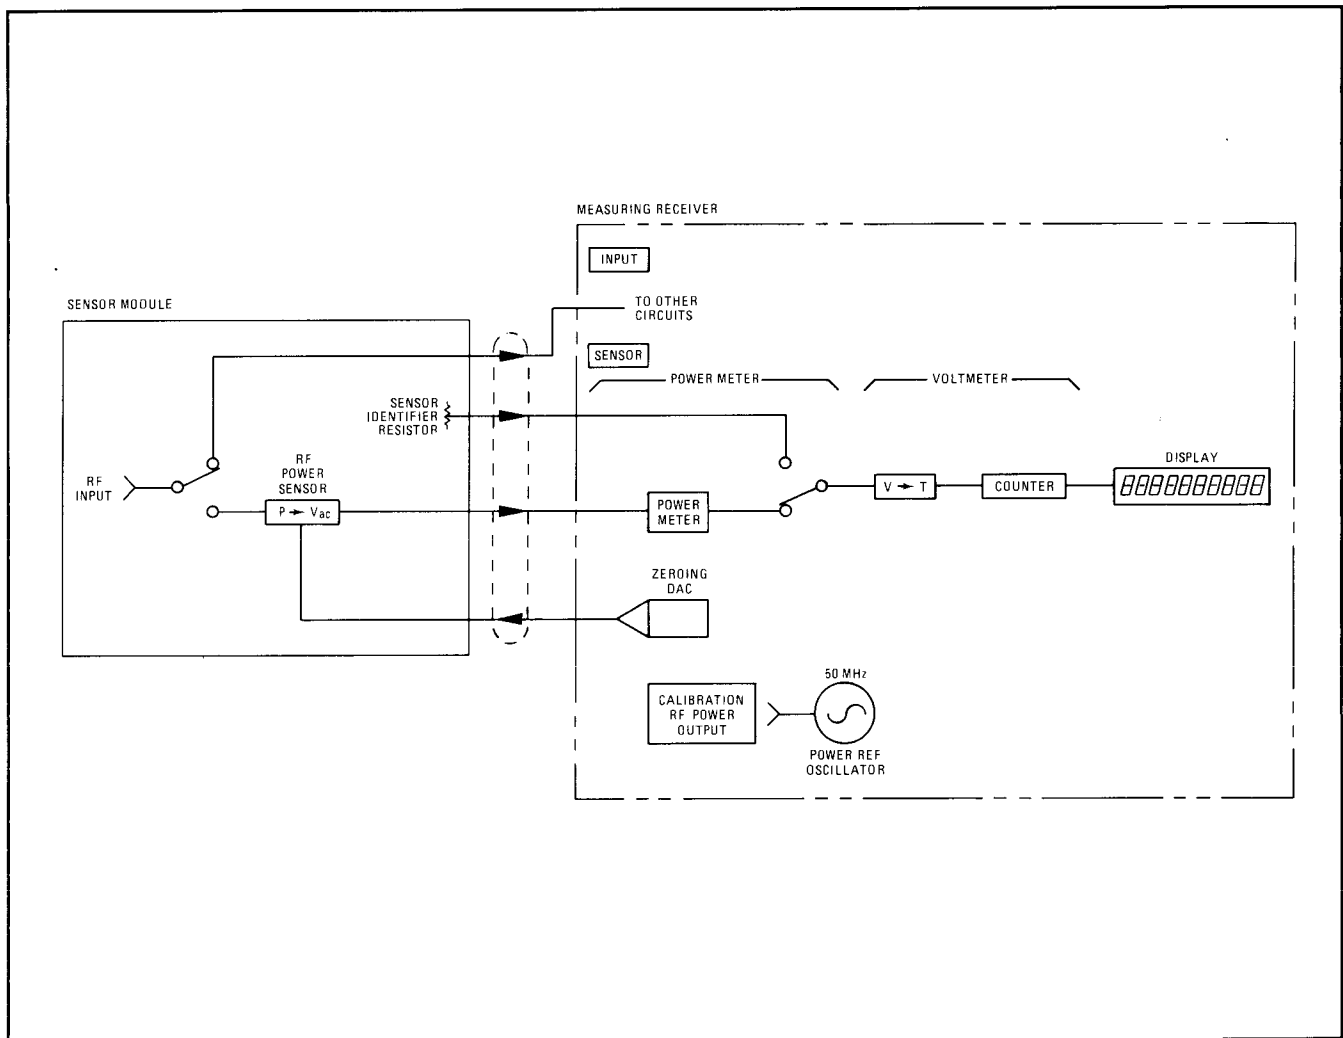 MEASURING RECEIVER
INPUT
TO OTHER
CIRCUITS
SENSOR MODULE
SENSOR
POWER METER
VOLTMETER
SENSOR
IDENTIFIER
RESISTOR
RF
POWER
SENSOR
RF
INPUT
P → Vac
POWER
METER
V → T
COUNTER
DISPLAY
ZEROING
DAC
CALIBRATION
RF POWER
OUTPUT
50 MHz
POWER REF
OSCILLATOR